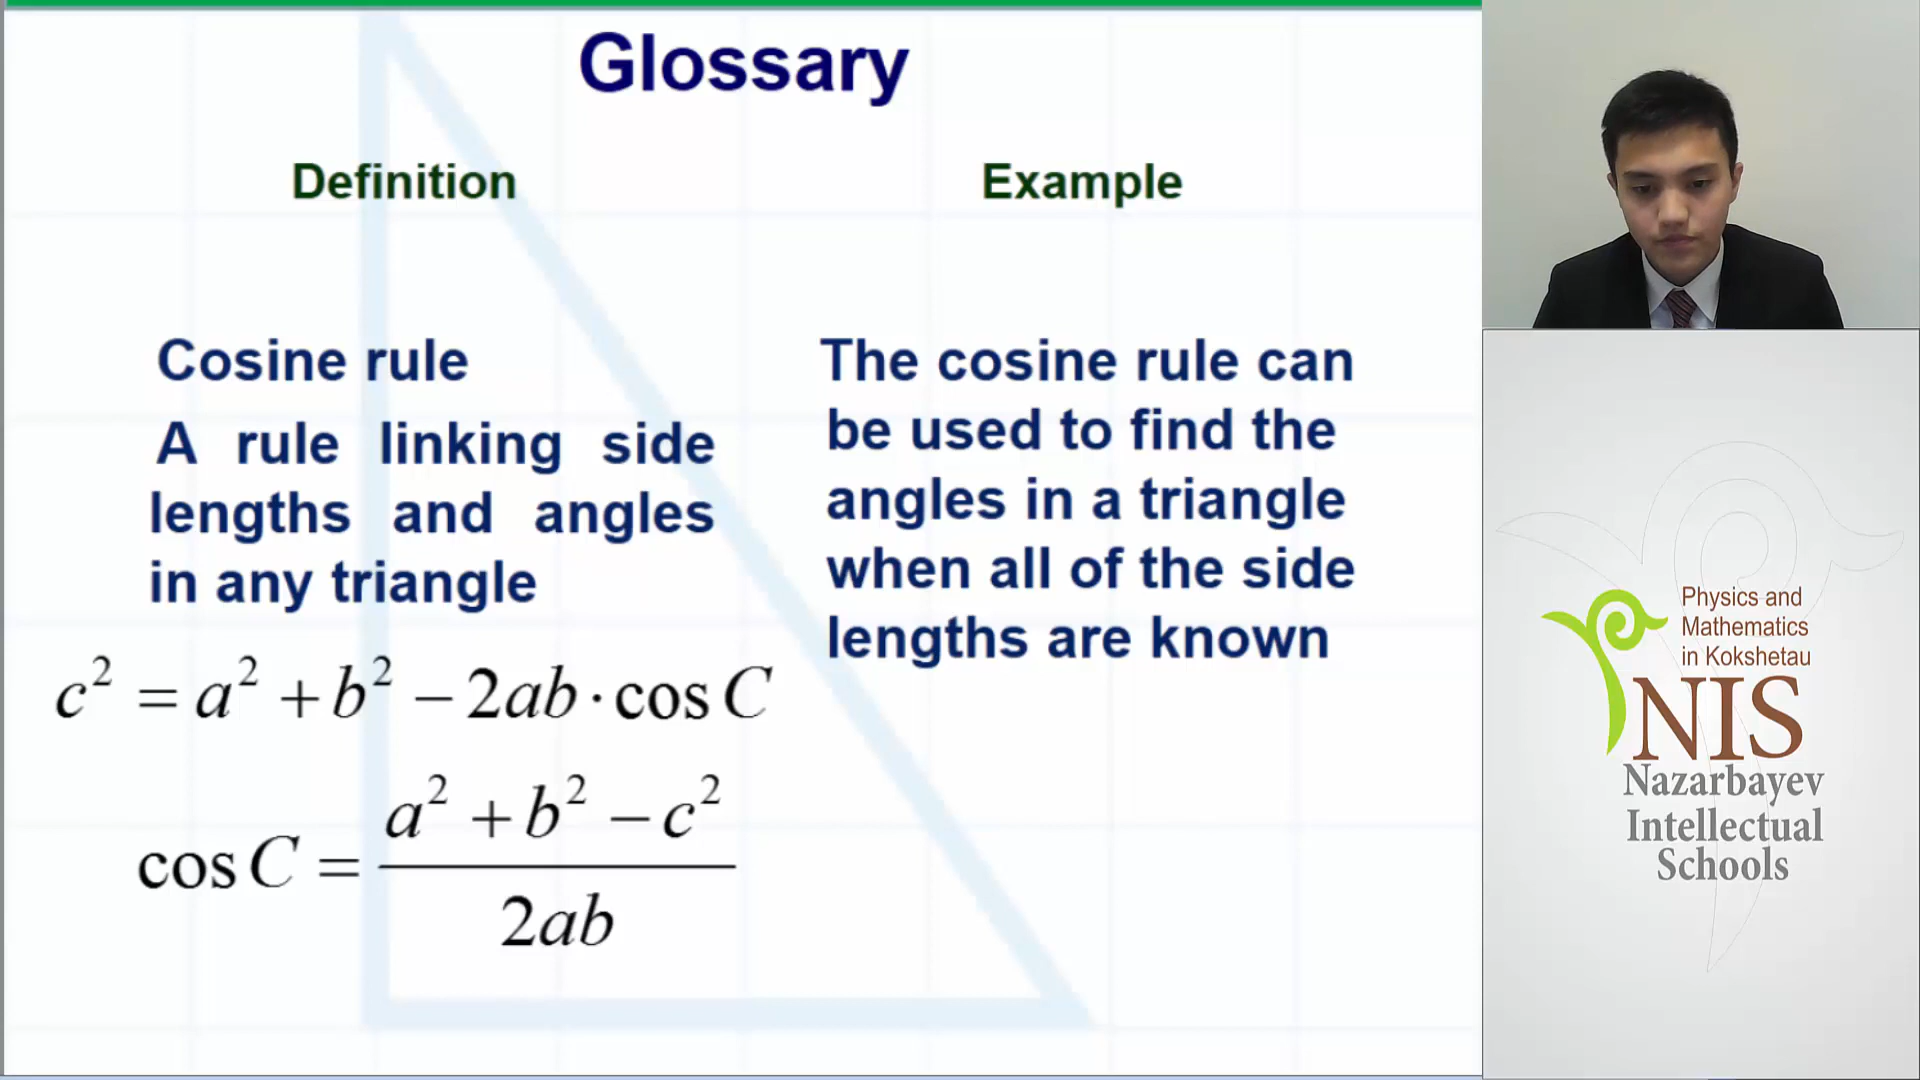 Glossary
Definition
Example
Cosine rule
A rule linking side
lengths and angles
in any triangle
c² = a² + b² − 2ab · cos C
cos C = (a² + b² − c²) / 2ab
The cosine rule can
be used to find the
angles in a triangle
when all of the side
lengths are known
Physics and
Mathematics
in Kokshetau
NIS
Nazarbayev
Intellectual
Schools